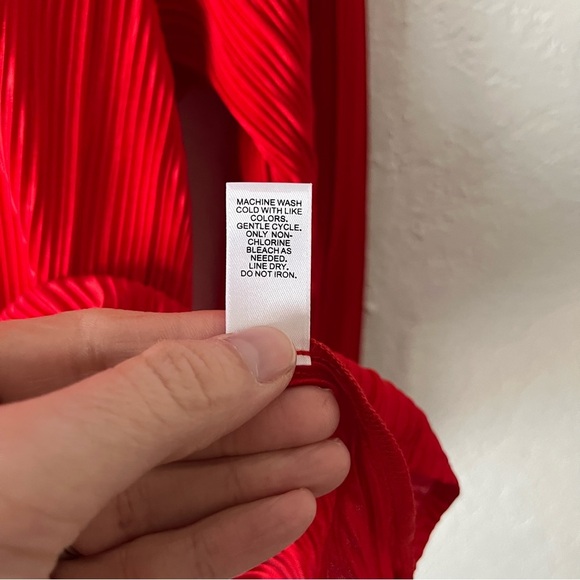 MACHINE WASH
COLD WITH LIKE
COLORS.
GENTLE CYCLE.
ONLY NON-
CHLORINE
BLEACH AS
NEEDED.
LINE DRY.
DO NOT IRON.